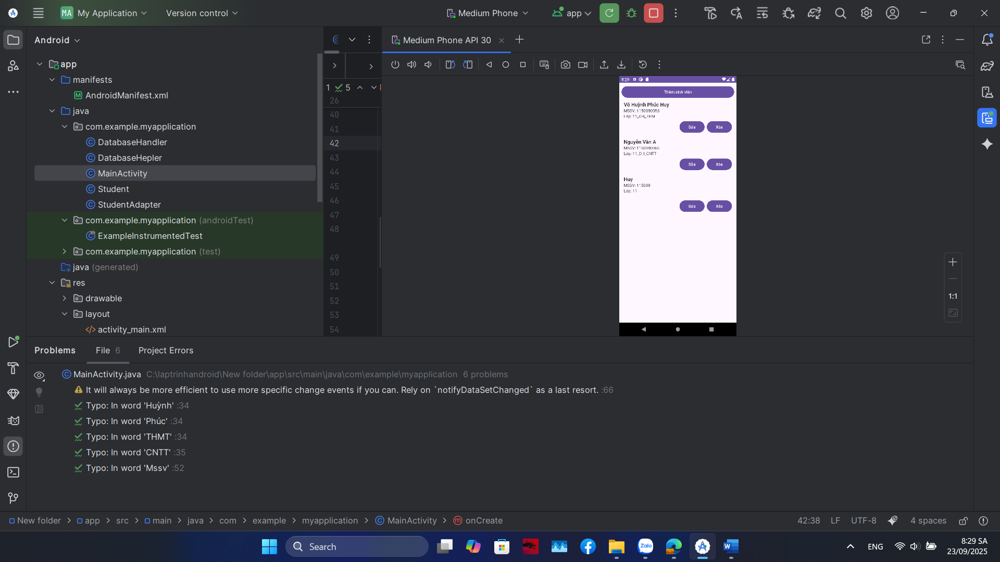 MA My Application Version control Medium Phone app
Android
Medium Phone API 30
app
manifests
AndroidManifest.xml
java
com.example.myapplication
DatabaseHandler
DatabaseHepler
MainActivity
Student
StudentAdapter
com.example.myapplication (androidTest)
ExampleInstrumentedTest
com.example.myapplication (test)
java (generated)
res
drawable
layout
activity_main.xml
1 5
26
40
41
42
43
44
45
46
47
48
49
50
51
52
53
54
8:29
Thêm sinh viên
Võ Huỳnh Phúc Huy
MSSV: 1150080055
Lớp: 11_ĐH_THM
Sửa Xóa
Nguyễn Văn A
MSSV: 1150080066
Lớp: 11_DH_CNTT
Sửa Xóa
Huy
MSSV: 115008
Lớp: 11
Sửa Xóa
1:1
Problems File 6 Project Errors
MainActivity.java C:\laptrinhandroid\New folder\app\src\main\java\com\example\myapplication 6 problems
It will always be more efficient to use more specific change events if you can. Rely on `notifyDataSetChanged` as a last resort. :66
Typo: In word 'Huỳnh' :34
Typo: In word 'Phúc' :34
Typo: In word 'THMT' :34
Typo: In word 'CNTT' :35
Typo: In word 'Mssv' :52
New folder > app > src > main > java > com > example > myapplication > MainActivity > onCreate 42:38 LF UTF-8 4 spaces
Search
Zalo
ENG
8:29 SA
23/09/2025